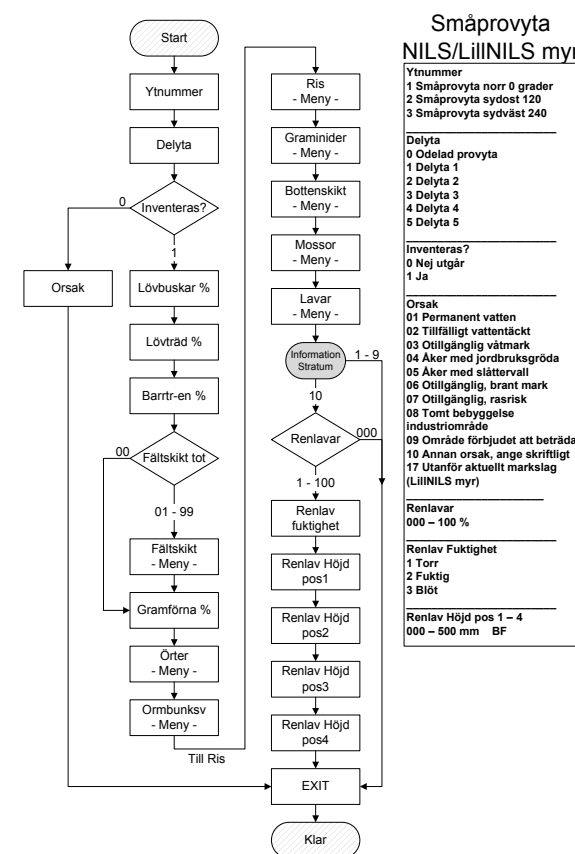 Start
Ytnummer
Delyta
0
Inventeras?
1
Orsak
Lövbuskar %
Lövträd %
Barrtr-en %
00
Fältskikt tot
01 - 99
Fältskikt
- Meny -
Gramförna %
Örter
- Meny -
Ormbunksv
- Meny -
Till Ris
Ris
- Meny -
Graminider
- Meny -
Bottenskikt
- Meny -
Mossor
- Meny -
Lavar
- Meny -
Information
Stratum
1 - 9
10
Renlavar
000
1 - 100
Renlav
fuktighet
Renlav Höjd
pos1
Renlav Höjd
pos2
Renlav Höjd
pos3
Renlav Höjd
pos4
EXIT
Klar
Småprovyta
NILS/LillNILS myr
Ytnummer
1 Småprovyta norr 0 grader
2 Småprovyta sydost 120
3 Småprovyta sydväst 240
Delyta
0 Odelad provyta
1 Delyta 1
2 Delyta 2
3 Delyta 3
4 Delyta 4
5 Delyta 5
Inventeras?
0 Nej utgår
1 Ja
Orsak
01 Permanent vatten
02 Tillfälligt vattentäckt
03 Otillgänglig våtmark
04 Åker med jordbruksgröda
05 Åker med slåttervall
06 Otillgänglig, brant mark
07 Otillgänglig, rasrisk
08 Tomt bebyggelse
industriområde
09 Område förbjudet att beträda
10 Annan orsak, ange skriftligt
17 Utanför aktuellt markslag
(LillNILS myr)
Renlavar
000 – 100 %
Renlav Fuktighet
1 Torr
2 Fuktig
3 Blöt
Renlav Höjd pos 1 – 4
000 – 500 mm BF